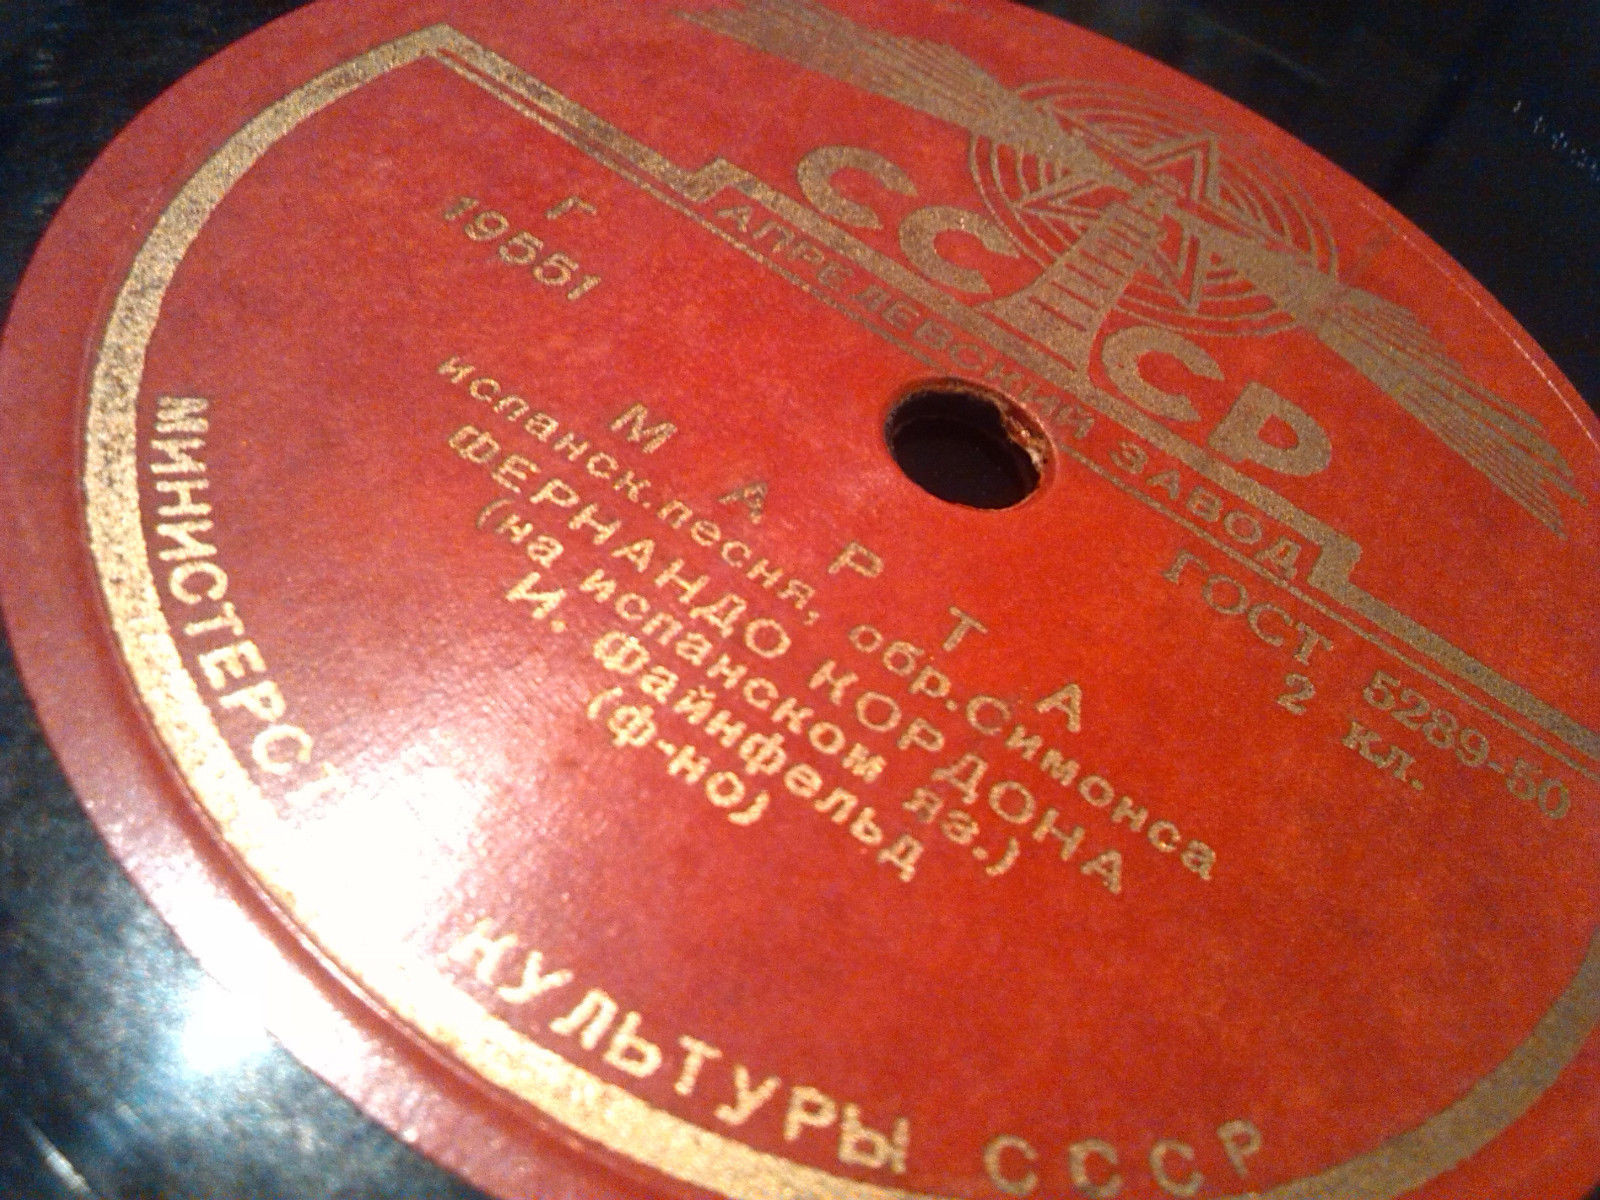 СССР
АПРЕЛЕВСКИЙ ЗАВОД
ГОСТ 5289-50
2 кл.
Г
19551
МАРТА
испанск.песня, обр.Симонса
ФЕРНАНДО КОРДОНА
(на испанском яз.)
И. Файнфельд
(ф-но)
КУЛЬТУРЫ СССР